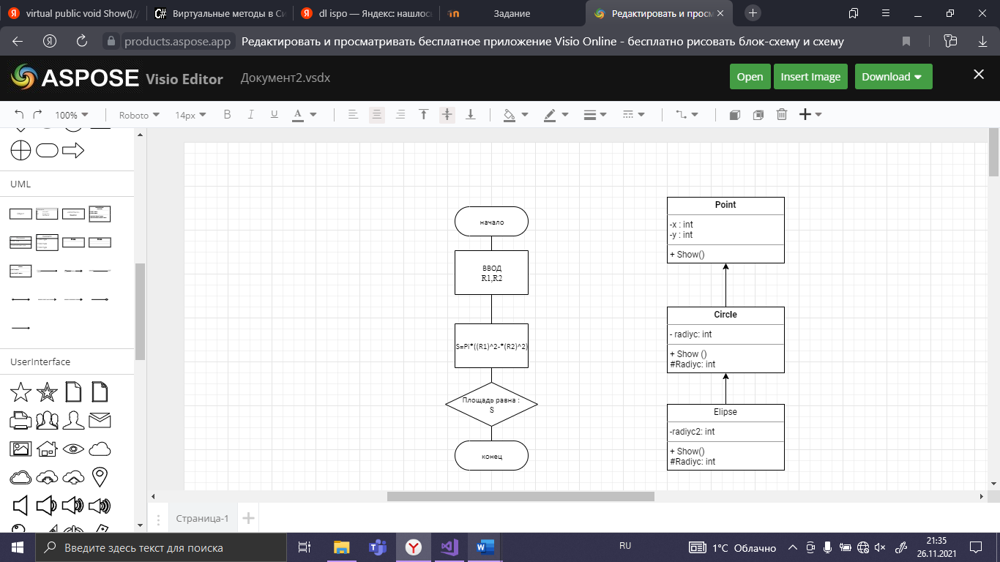 virtual public void Show()//
Виртуальные методы в Си
dl ispo — Яндекс: нашлос
Задание
Редактировать и просм
products.aspose.app
Редактировать и просматривать бесплатное приложение Visio Online - бесплатно рисовать блок-схему и схему
ASPOSE Visio Editor
Документ2.vsdx
Open
Insert Image
Download
100%
Roboto
14px
B
I
U
A
UML
UserInterface
начало
ВВОД
R1,R2
S=Pi*((R1)^2-*(R2)^2)
Площадь равна :
S
конец
Point
-x : int
-y : int
+ Show()
Circle
- radiyc: int
+ Show ()
#Radiyc: int
Elipse
-radiyc2: int
+ Show()
#Radiyc: int
Страница-1
Введите здесь текст для поиска
RU
1°C Облачно
21:35
26.11.2021